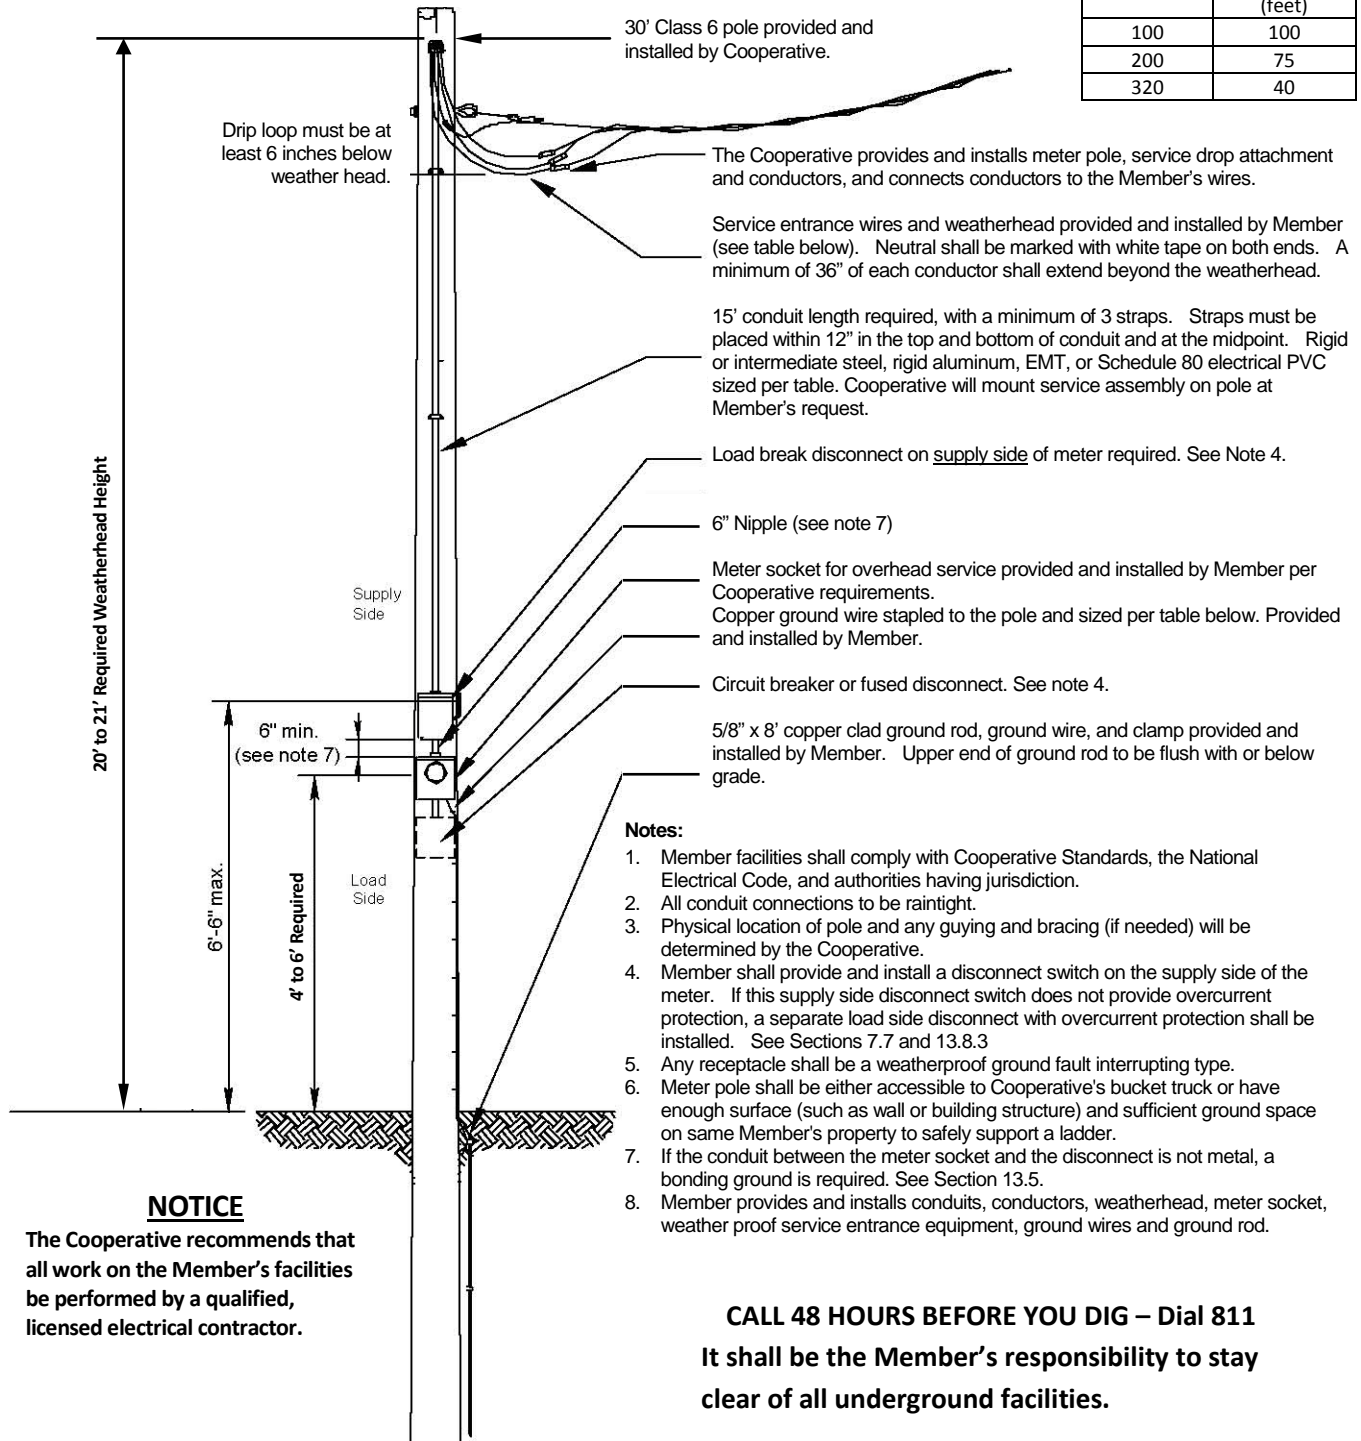 (feet)
100 100
200 75
320 40
30’ Class 6 pole provided and
installed by Cooperative.
Drip loop must be at
least 6 inches below
weather head.
The Cooperative provides and installs meter pole, service drop attachment
and conductors, and connects conductors to the Member’s wires.
Service entrance wires and weatherhead provided and installed by Member
(see table below). Neutral shall be marked with white tape on both ends. A
minimum of 36” of each conductor shall extend beyond the weatherhead.
15’ conduit length required, with a minimum of 3 straps. Straps must be
placed within 12” in the top and bottom of conduit and at the midpoint. Rigid
or intermediate steel, rigid aluminum, EMT, or Schedule 80 electrical PVC
sized per table. Cooperative will mount service assembly on pole at
Member’s request.
Load break disconnect on supply side of meter required. See Note 4.
6” Nipple (see note 7)
Meter socket for overhead service provided and installed by Member per
Cooperative requirements.
Copper ground wire stapled to the pole and sized per table below. Provided
and installed by Member.
Circuit breaker or fused disconnect. See note 4.
5/8” x 8’ copper clad ground rod, ground wire, and clamp provided and
installed by Member. Upper end of ground rod to be flush with or below
grade.
20’ to 21’ Required Weatherhead Height
Supply
Side
6" min.
(see note 7)
6'-6" max.
4’ to 6’ Required
Load
Side
Notes:
1. Member facilities shall comply with Cooperative Standards, the National
Electrical Code, and authorities having jurisdiction.
2. All conduit connections to be raintight.
3. Physical location of pole and any guying and bracing (if needed) will be
determined by the Cooperative.
4. Member shall provide and install a disconnect switch on the supply side of the
meter. If this supply side disconnect switch does not provide overcurrent
protection, a separate load side disconnect with overcurrent protection shall be
installed. See Sections 7.7 and 13.8.3
5. Any receptacle shall be a weatherproof ground fault interrupting type.
6. Meter pole shall be either accessible to Cooperative's bucket truck or have
enough surface (such as wall or building structure) and sufficient ground space
on same Member's property to safely support a ladder.
7. If the conduit between the meter socket and the disconnect is not metal, a
bonding ground is required. See Section 13.5.
8. Member provides and installs conduits, conductors, weatherhead, meter socket,
weather proof service entrance equipment, ground wires and ground rod.
NOTICE
The Cooperative recommends that
all work on the Member’s facilities
be performed by a qualified,
licensed electrical contractor.
CALL 48 HOURS BEFORE YOU DIG – Dial 811
It shall be the Member’s responsibility to stay
clear of all underground facilities.